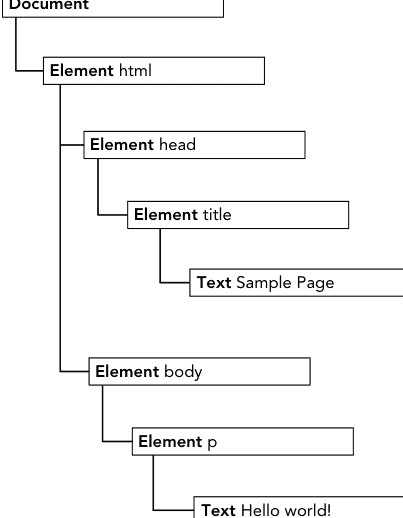 Document
Element html
Element head
Element title
Text Sample Page
Element body
Element p
Text Hello world!